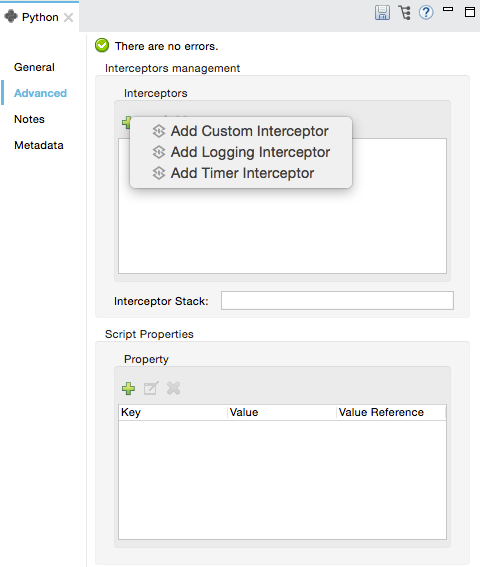 Python
There are no errors.
General
Advanced
Notes
Metadata
Interceptors management
Interceptors
Add Custom Interceptor
Add Logging Interceptor
Add Timer Interceptor
Interceptor Stack:
Script Properties
Property
Key Value Value Reference